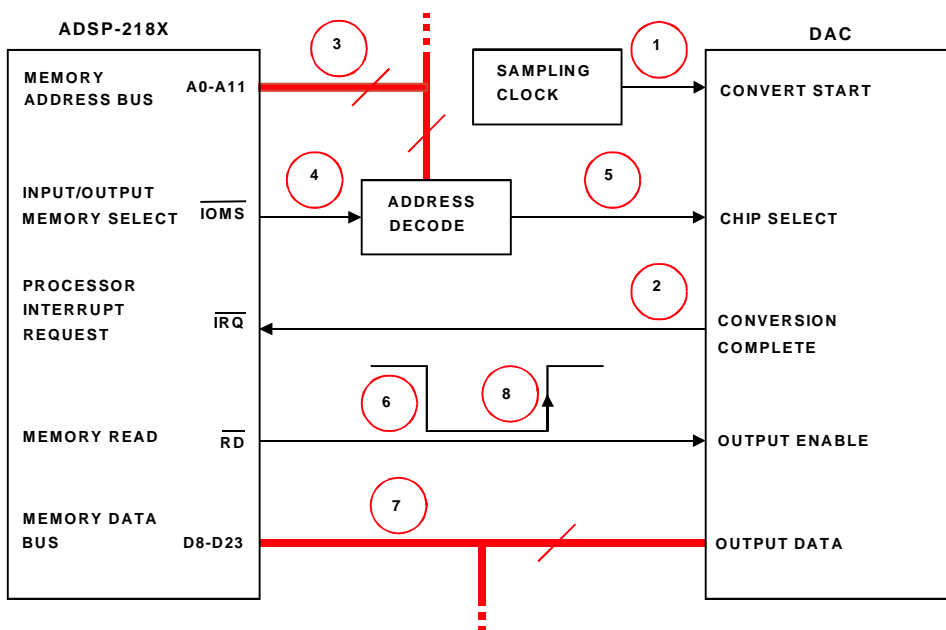 ADSP-218X
DAC
3
1
MEMORY
ADDRESS BUS
A0-A11
SAMPLING
CLOCK
CONVERT START
4
5
INPUT/OUTPUT
MEMORY SELECT
IOMS
ADDRESS
DECODE
CHIP SELECT
PROCESSOR
INTERRUPT
REQUEST
IRQ
2
CONVERSION
COMPLETE
6
8
MEMORY READ
RD
OUTPUT ENABLE
7
MEMORY DATA
BUS
D8-D23
OUTPUT DATA